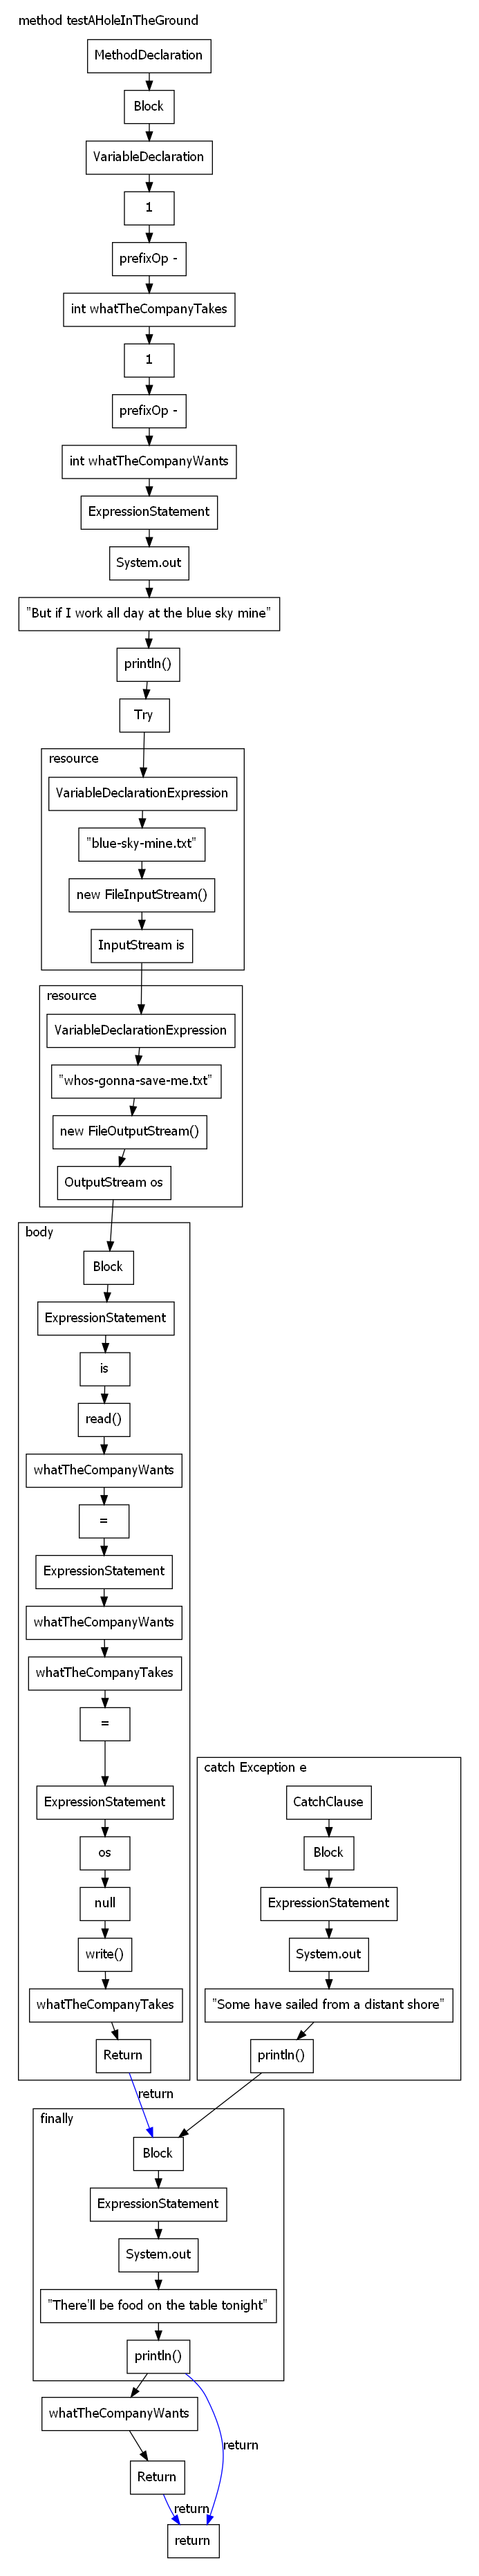 method testAHoleInTheGround
MethodDeclaration
Block
VariableDeclaration
1
prefixOp -
int whatTheCompanyTakes
1
prefixOp -
int whatTheCompanyWants
ExpressionStatement
System.out
"But if I work all day at the blue sky mine"
println()
Try
resource
VariableDeclarationExpression
"blue-sky-mine.txt"
new FileInputStream()
InputStream is
resource
VariableDeclarationExpression
"whos-gonna-save-me.txt"
new FileOutputStream()
OutputStream os
body
Block
ExpressionStatement
is
read()
whatTheCompanyWants
=
ExpressionStatement
whatTheCompanyWants
whatTheCompanyTakes
=
ExpressionStatement
os
null
write()
whatTheCompanyTakes
Return
catch Exception e
CatchClause
Block
ExpressionStatement
System.out
"Some have sailed from a distant shore"
println()
return
finally
Block
ExpressionStatement
System.out
"There'll be food on the table tonight"
println()
whatTheCompanyWants
return
Return
return
return